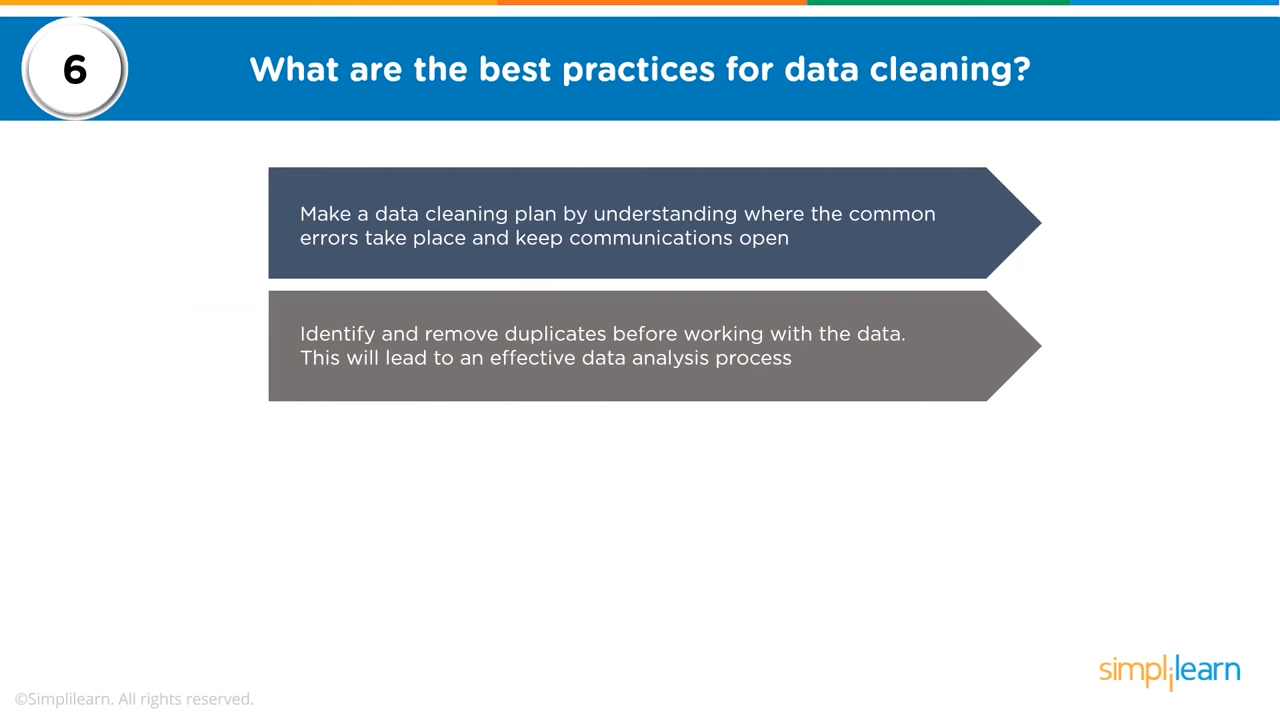 6
What are the best practices for data cleaning?
Make a data cleaning plan by understanding where the common
errors take place and keep communications open
Identify and remove duplicates before working with the data.
This will lead to an effective data analysis process
simplilearn
©Simplilearn. All rights reserved.